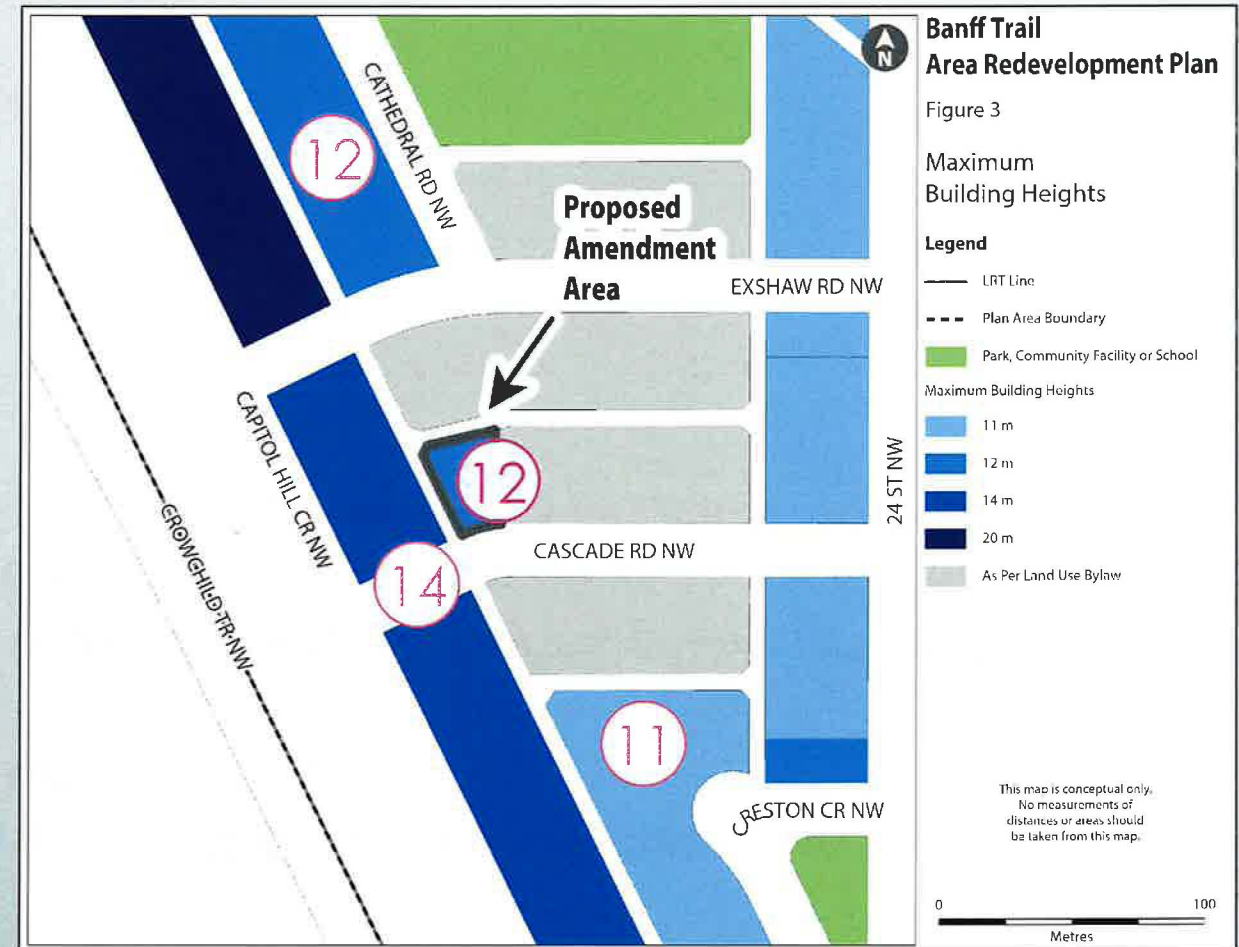 Banff Trail
Area Redevelopment Plan
Figure 3
Maximum
Building Heights
Legend
LRT Line
Plan Area Boundary
Park, Community Facility or School
Maximum Building Heights
11 m
12 m
14 m
20 m
As Per Land Use Bylaw
This map is conceptual only.
No measurements of
distances or areas should
be taken from this map.
0 100
Metres
N
CATHEDRAL RD NW
12
Proposed
Amendment
Area
EXSHAW RD NW
CAPITOL HILL CR NW
12
24 ST NW
CASCADE RD NW
14
CROWCHILD TR NW
11
CRESTON CR NW